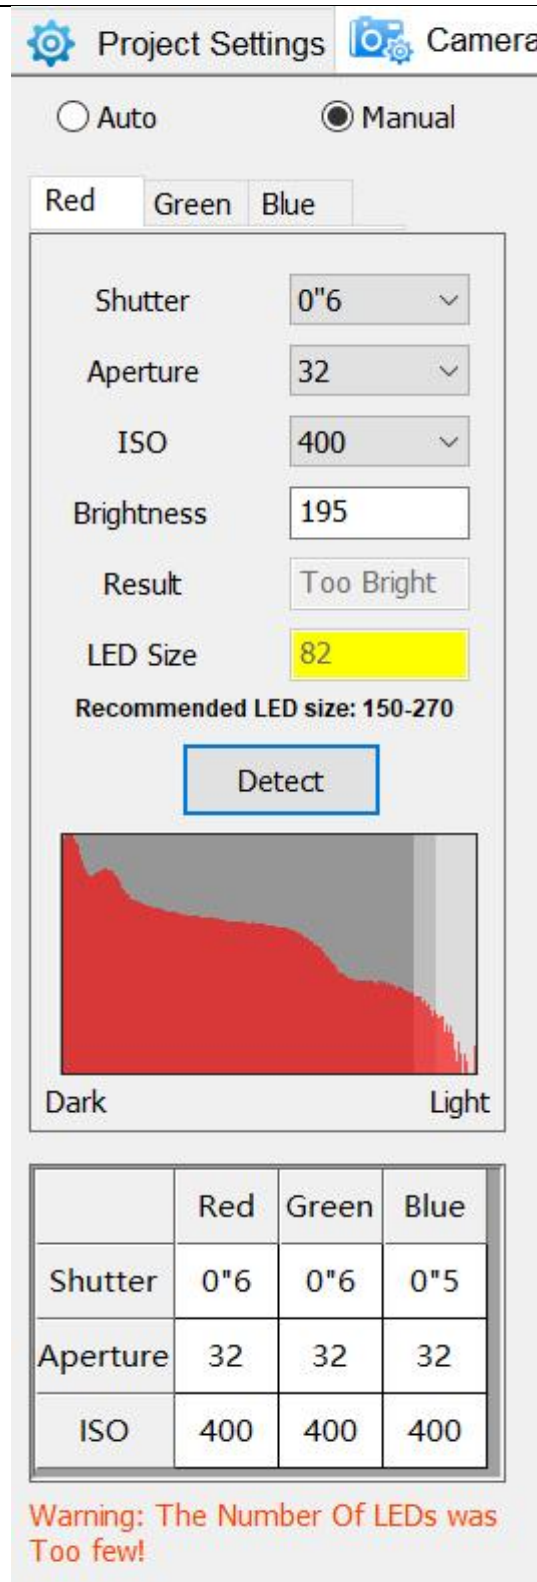 Project Settings Camera
Auto Manual
Red Green Blue
Shutter 0"6
Aperture 32
ISO 400
Brightness 195
Result Too Bright
LED Size 82
Recommended LED size: 150-270
Detect
Dark Light
Red Green Blue
Shutter 0"6 0"6 0"5
Aperture 32 32 32
ISO 400 400 400
Warning: The Number Of LEDs was
Too few!